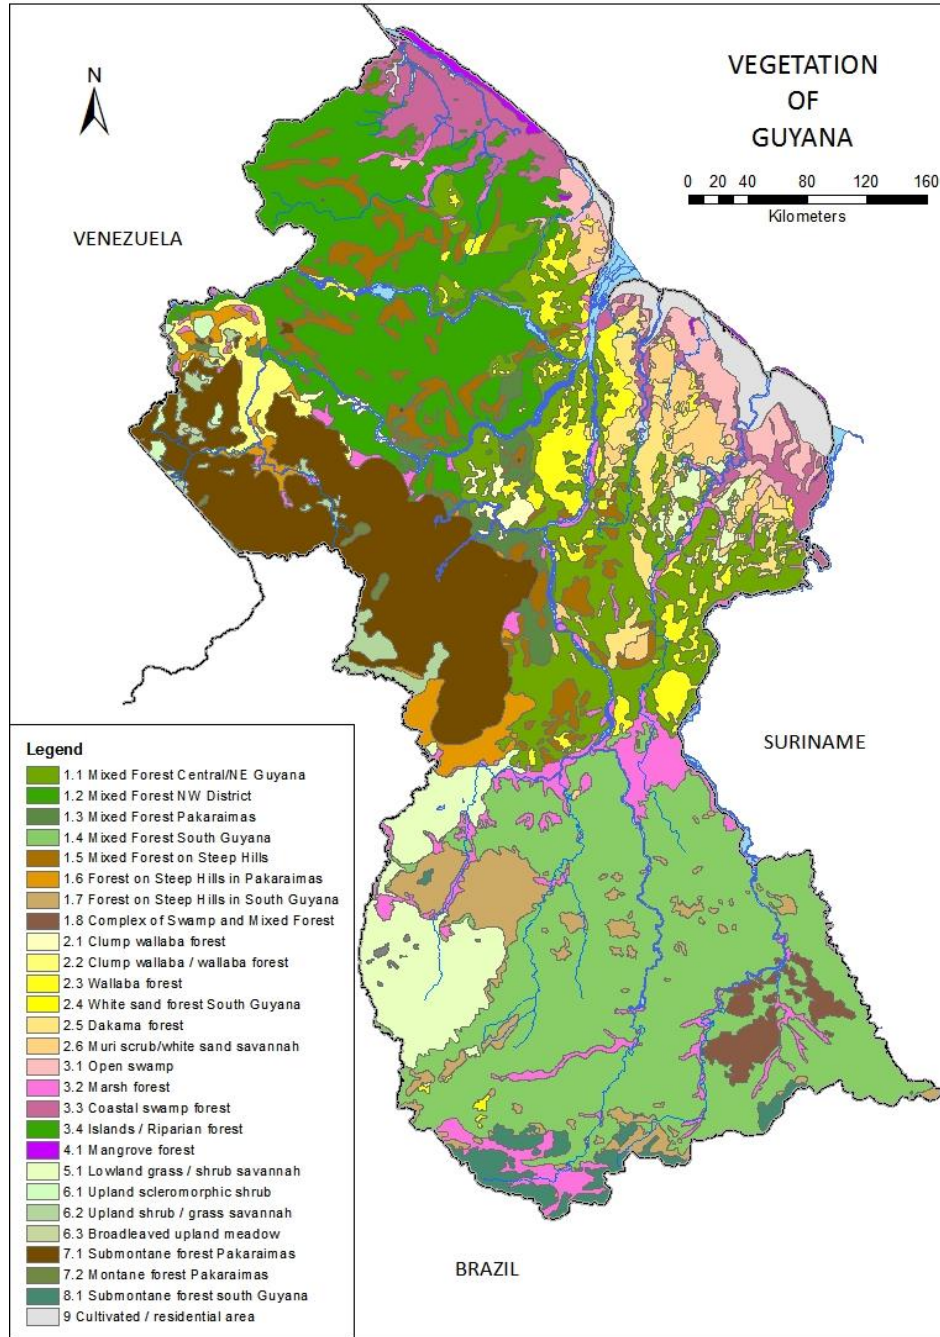 N
VEGETATION
OF
GUYANA
0 20 40 80 120 160
Kilometers
VENEZUELA
SURINAME
BRAZIL
Legend
1.1 Mixed Forest Central/NE Guyana
1.2 Mixed Forest NW District
1.3 Mixed Forest Pakaraimas
1.4 Mixed Forest South Guyana
1.5 Mixed Forest on Steep Hills
1.6 Forest on Steep Hills in Pakaraimas
1.7 Forest on Steep Hills in South Guyana
1.8 Complex of Swamp and Mixed Forest
2.1 Clump wallaba forest
2.2 Clump wallaba / wallaba forest
2.3 Wallaba forest
2.4 White sand forest South Guyana
2.5 Dakama forest
2.6 Muri scrub/white sand savannah
3.1 Open swamp
3.2 Marsh forest
3.3 Coastal swamp forest
3.4 Islands / Riparian forest
4.1 Mangrove forest
5.1 Lowland grass / shrub savannah
6.1 Upland scleromorphic shrub
6.2 Upland shrub / grass savannah
6.3 Broadleaved upland meadow
7.1 Submontane forest Pakaraimas
7.2 Montane forest Pakaraimas
8.1 Submontane forest south Guyana
9 Cultivated / residential area